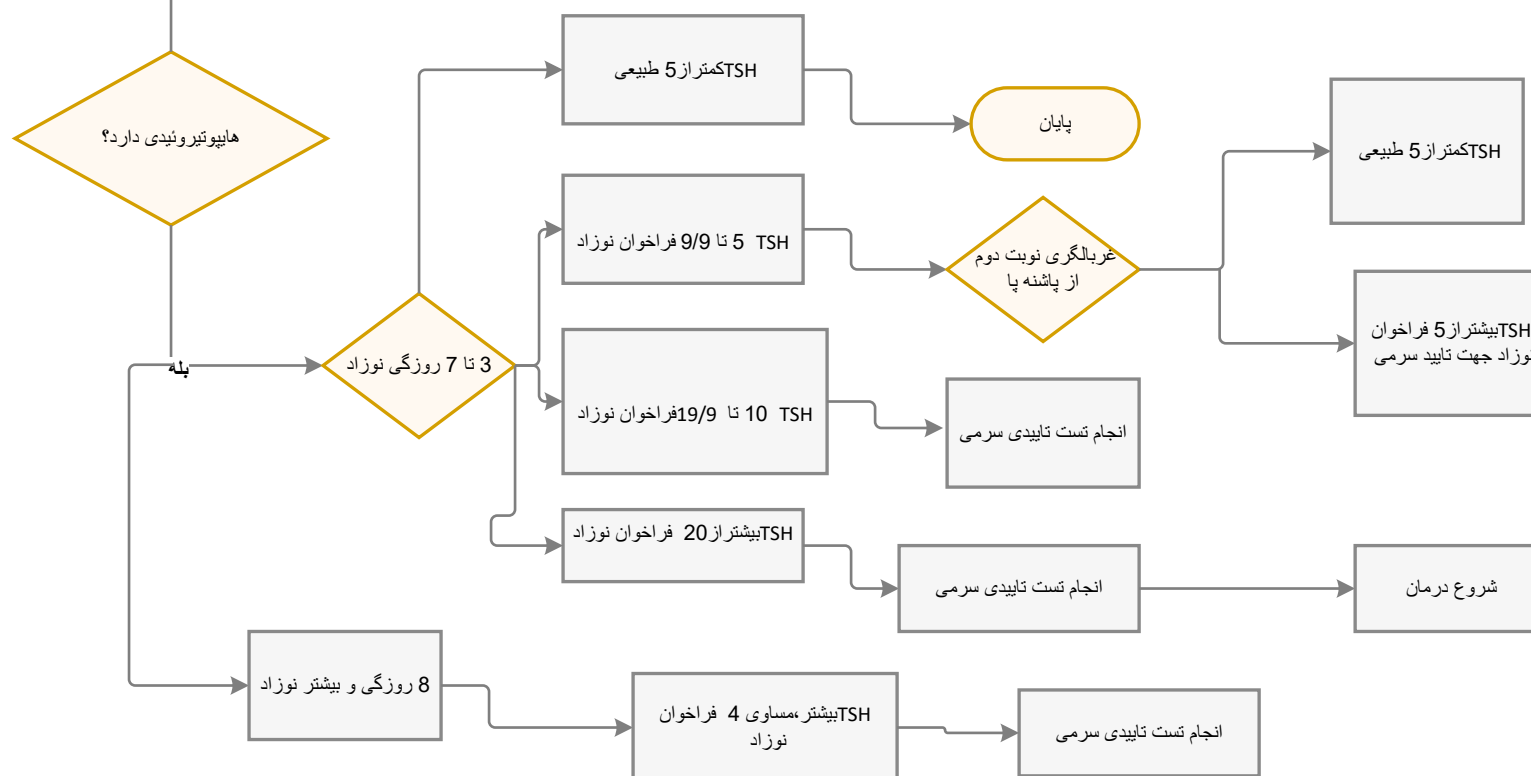 TSHکمتراز5 طبیعی
هایپوتیروئیدی دارد؟
پایان
TSHکمتراز5 طبیعی
TSH 5 تا 9/9 فراخوان نوزاد
غربالگری نوبت دوم
از پاشنه پا
TSHبیشتراز5 فراخوان
نوزاد جهت تایید سرمی
بله
3 تا 7 روزگی نوزاد
TSH 10 تا 19/9فراخوان نوزاد
انجام تست تاییدی سرمی
TSHبیشتراز20 فراخوان نوزاد
انجام تست تاییدی سرمی
شروع درمان
8 روزگی و بیشتر نوزاد
TSHبیشتر،مساوی 4 فراخوان
نوزاد
انجام تست تاییدی سرمی